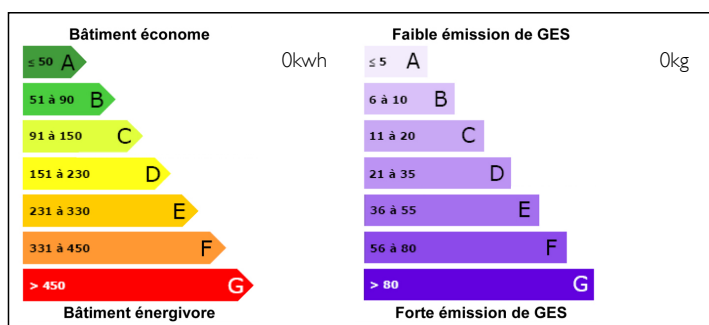 Bâtiment économe
≤ 50 A 0kwh
51 à 90 B
91 à 150 C
151 à 230 D
231 à 330 E
331 à 450 F
> 450 G
Bâtiment énergivore
Faible émission de GES
≤ 5 A 0kg
6 à 10 B
11 à 20 C
21 à 35 D
36 à 55 E
56 à 80 F
> 80 G
Forte émission de GES